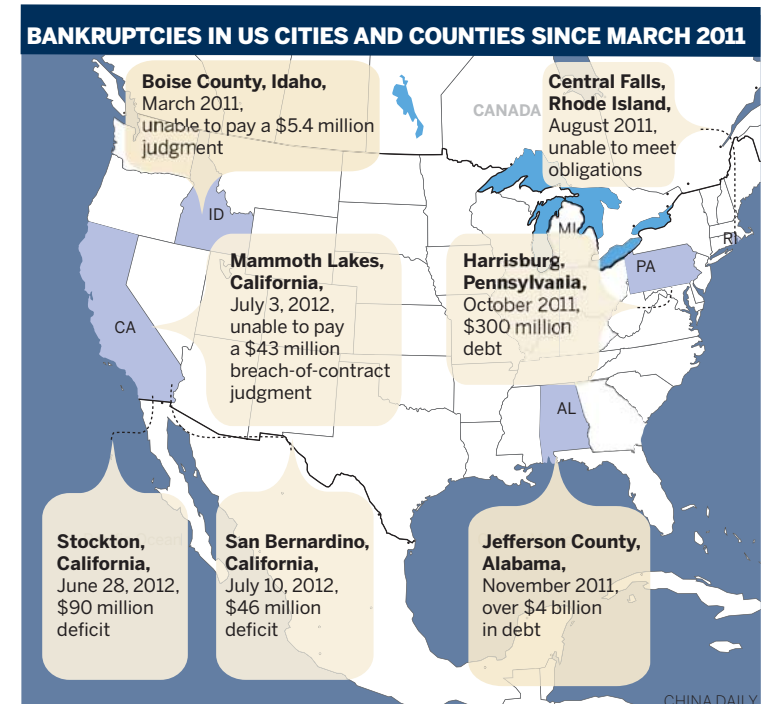 BANKRUPTCIES IN US CITIES AND COUNTIES SINCE MARCH 2011
Boise County, Idaho,
March 2011,
unable to pay a $5.4 million
judgment
Central Falls,
Rhode Island,
August 2011,
unable to meet
obligations
CANADA
ID
MI
RI
PA
Mammoth Lakes,
California,
July 3, 2012,
unable to pay
a $43 million
breach-of-contract
judgment
Harrisburg,
Pennsylvania,
October 2011,
$300 million
debt
CA
AL
Stockton,
California,
June 28, 2012,
$90 million
deficit
San Bernardino,
California,
July 10, 2012,
$46 million
deficit
Jefferson County,
Alabama,
November 2011,
over $4 billion
in debt
CHINA DAILY